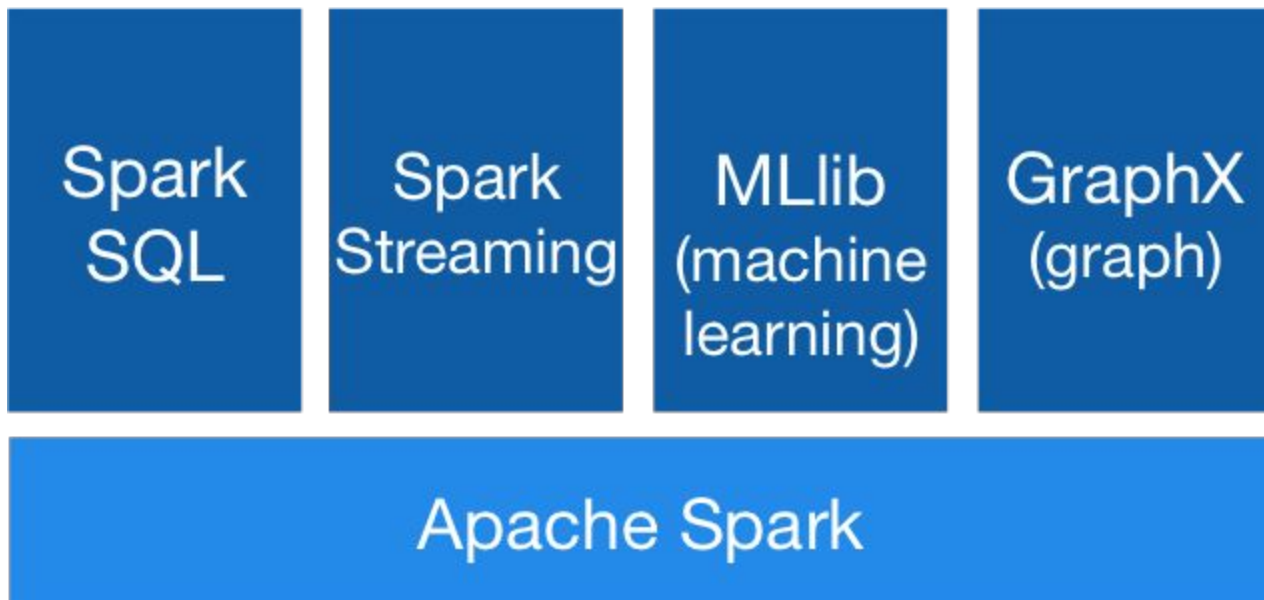 Spark
SQL
Spark
Streaming
MLlib
(machine
learning)
GraphX
(graph)
Apache Spark